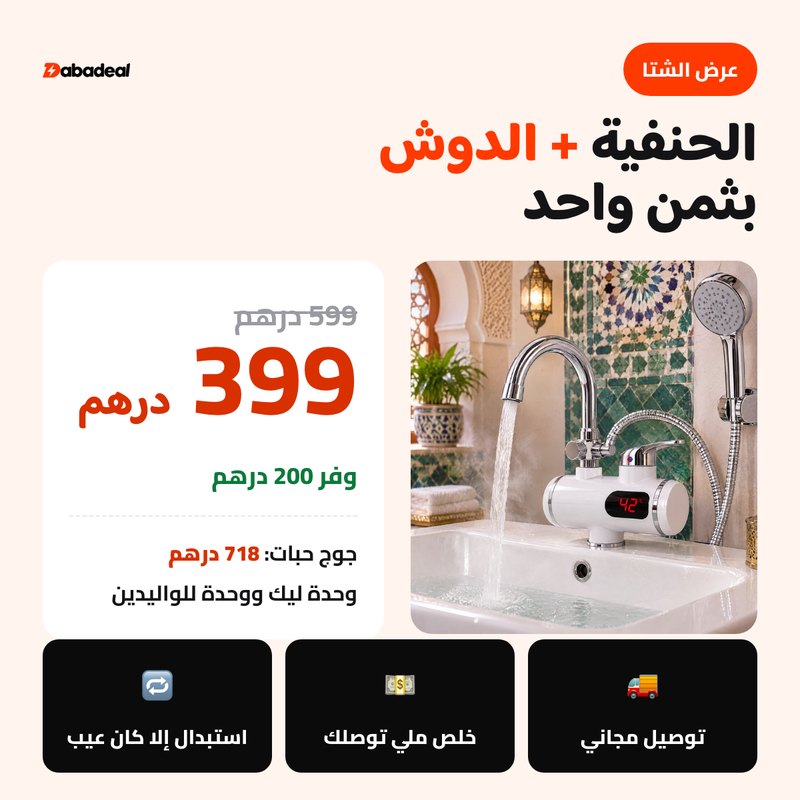 عرض الشتا
Dabadeal
الحنفية + الدوش
بثمن واحد
599 درهم
399 درهم
وفر 200 درهم
جوج حبات: 718 درهم
وحدة ليك ووحدة للواليدين
42
توصيل مجاني
خلص ملي توصلك
استبدال إلا كان عيب